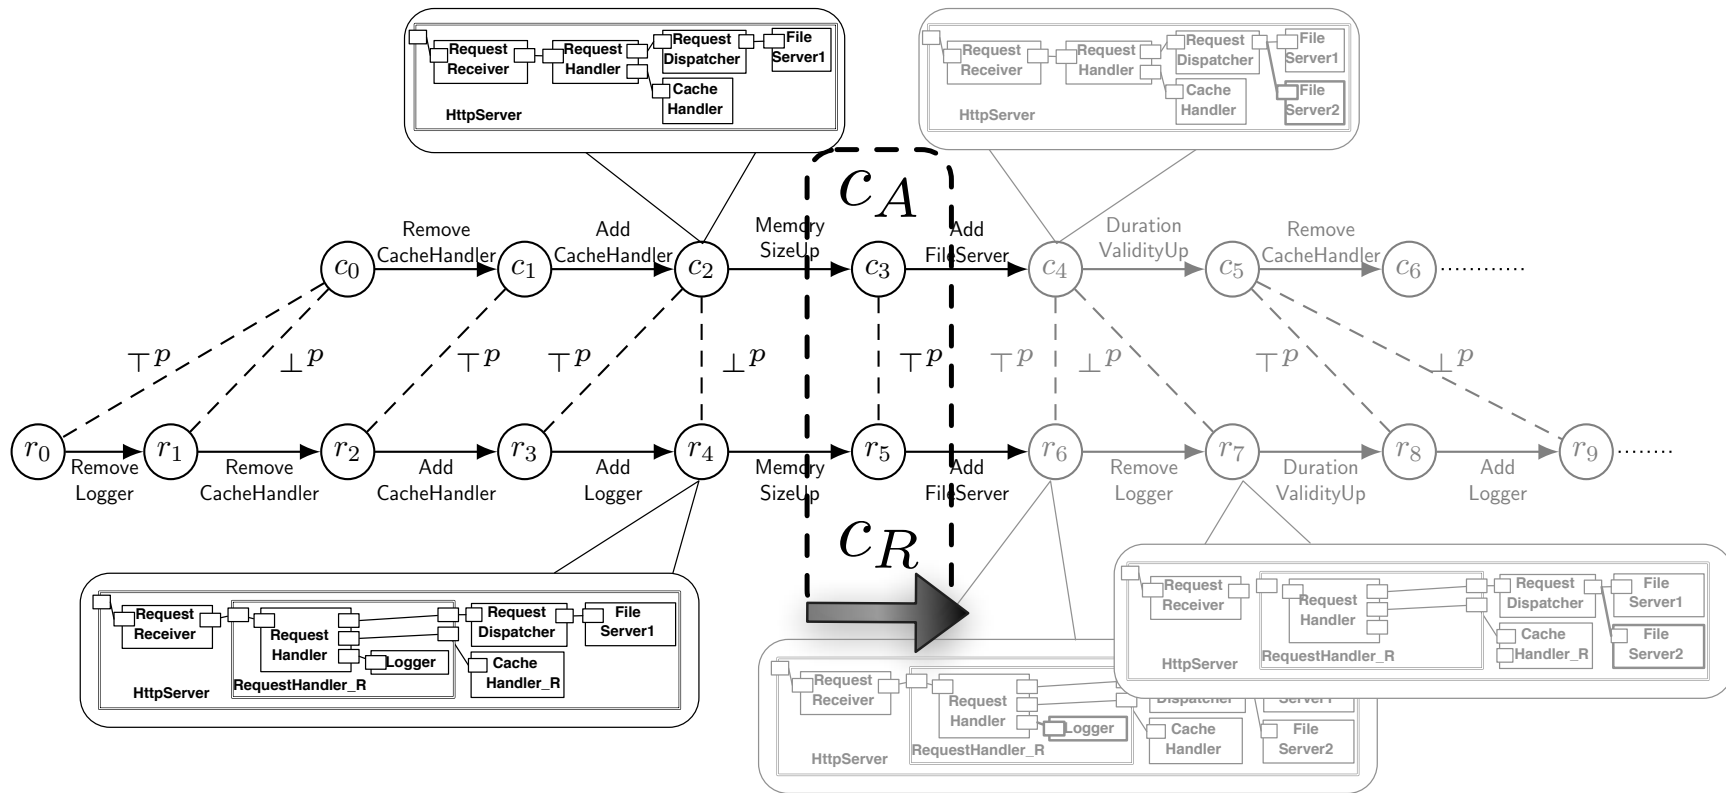 Request
Receiver
Request
Handler
Request
Dispatcher
File
Server1
Cache
Handler
HttpServer
Request
Receiver
Request
Handler
Request
Dispatcher
File
Server1
Cache
Handler
File
Server2
HttpServer
c_A
Remove
CacheHandler
Add
CacheHandler
Memory
SizeUp
Add
FileServer
Duration
ValidityUp
Remove
CacheHandler
c_0
c_1
c_2
c_3
c_4
c_5
c_6
⊤^p
⊥^p
⊤^p
⊤^p
⊥^p
⊤^p
⊤^p
⊥^p
⊤^p
⊥^p
r_0
r_1
r_2
r_3
r_4
r_5
r_6
r_7
r_8
r_9
Remove
Logger
Remove
CacheHandler
Add
CacheHandler
Add
Logger
Memory
SizeUp
Add
FileServer
Remove
Logger
Duration
ValidityUp
Add
Logger
c_R
Request
Receiver
Request
Handler
Logger
Request
Dispatcher
File
Server1
Cache
Handler_R
RequestHandler_R
HttpServer
Request
Receiver
Request
Handler
Request
Dispatcher
File
Server1
Cache
Handler_R
File
Server2
RequestHandler_R
HttpServer
Request
Receiver
Request
Handler
Logger
Dispatcher
Server1
Cache
Handler
File
Server2
RequestHandler_R
HttpServer